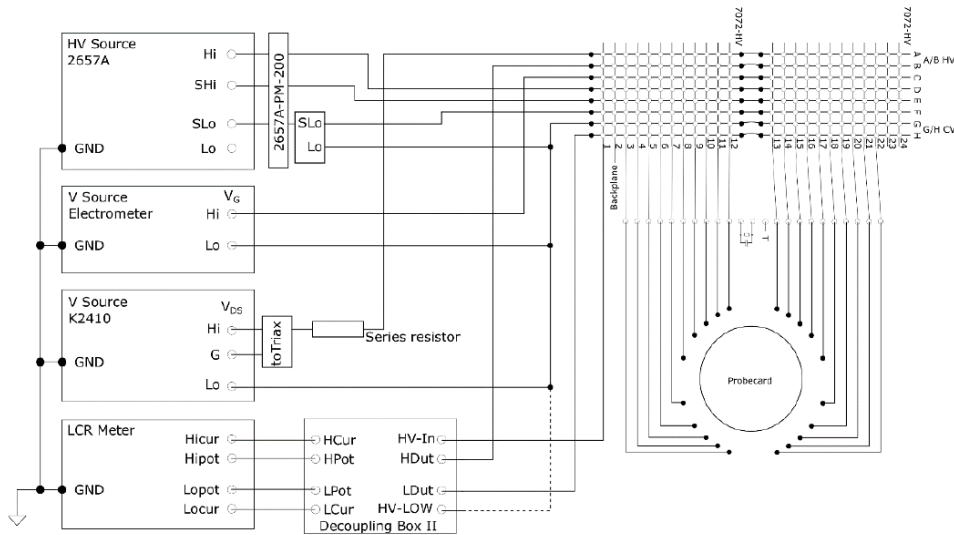 HV Source
2657A
Hi
SHi
SLo
Lo
GND
2657A-PM-200
SLo
Lo
V Source
Electrometer
V_G
Hi
Lo
GND
V Source
K2410
V_DS
Hi
G
Lo
GND
toTriax
Series resistor
LCR Meter
Hicur
Hipot
Lopot
Locur
GND
HCur
HPot
LPot
LCur
HV-In
HDut
LDut
HV-LOW
Decoupling Box II
7072-HV
7072-HV
A
B
C
D
E
F
G
H
A/B HV
G/H CV
1
2
3
4
5
6
7
8
9
10
11
12
13
14
15
16
17
18
19
20
21
22
23
24
Backplane
Probecard